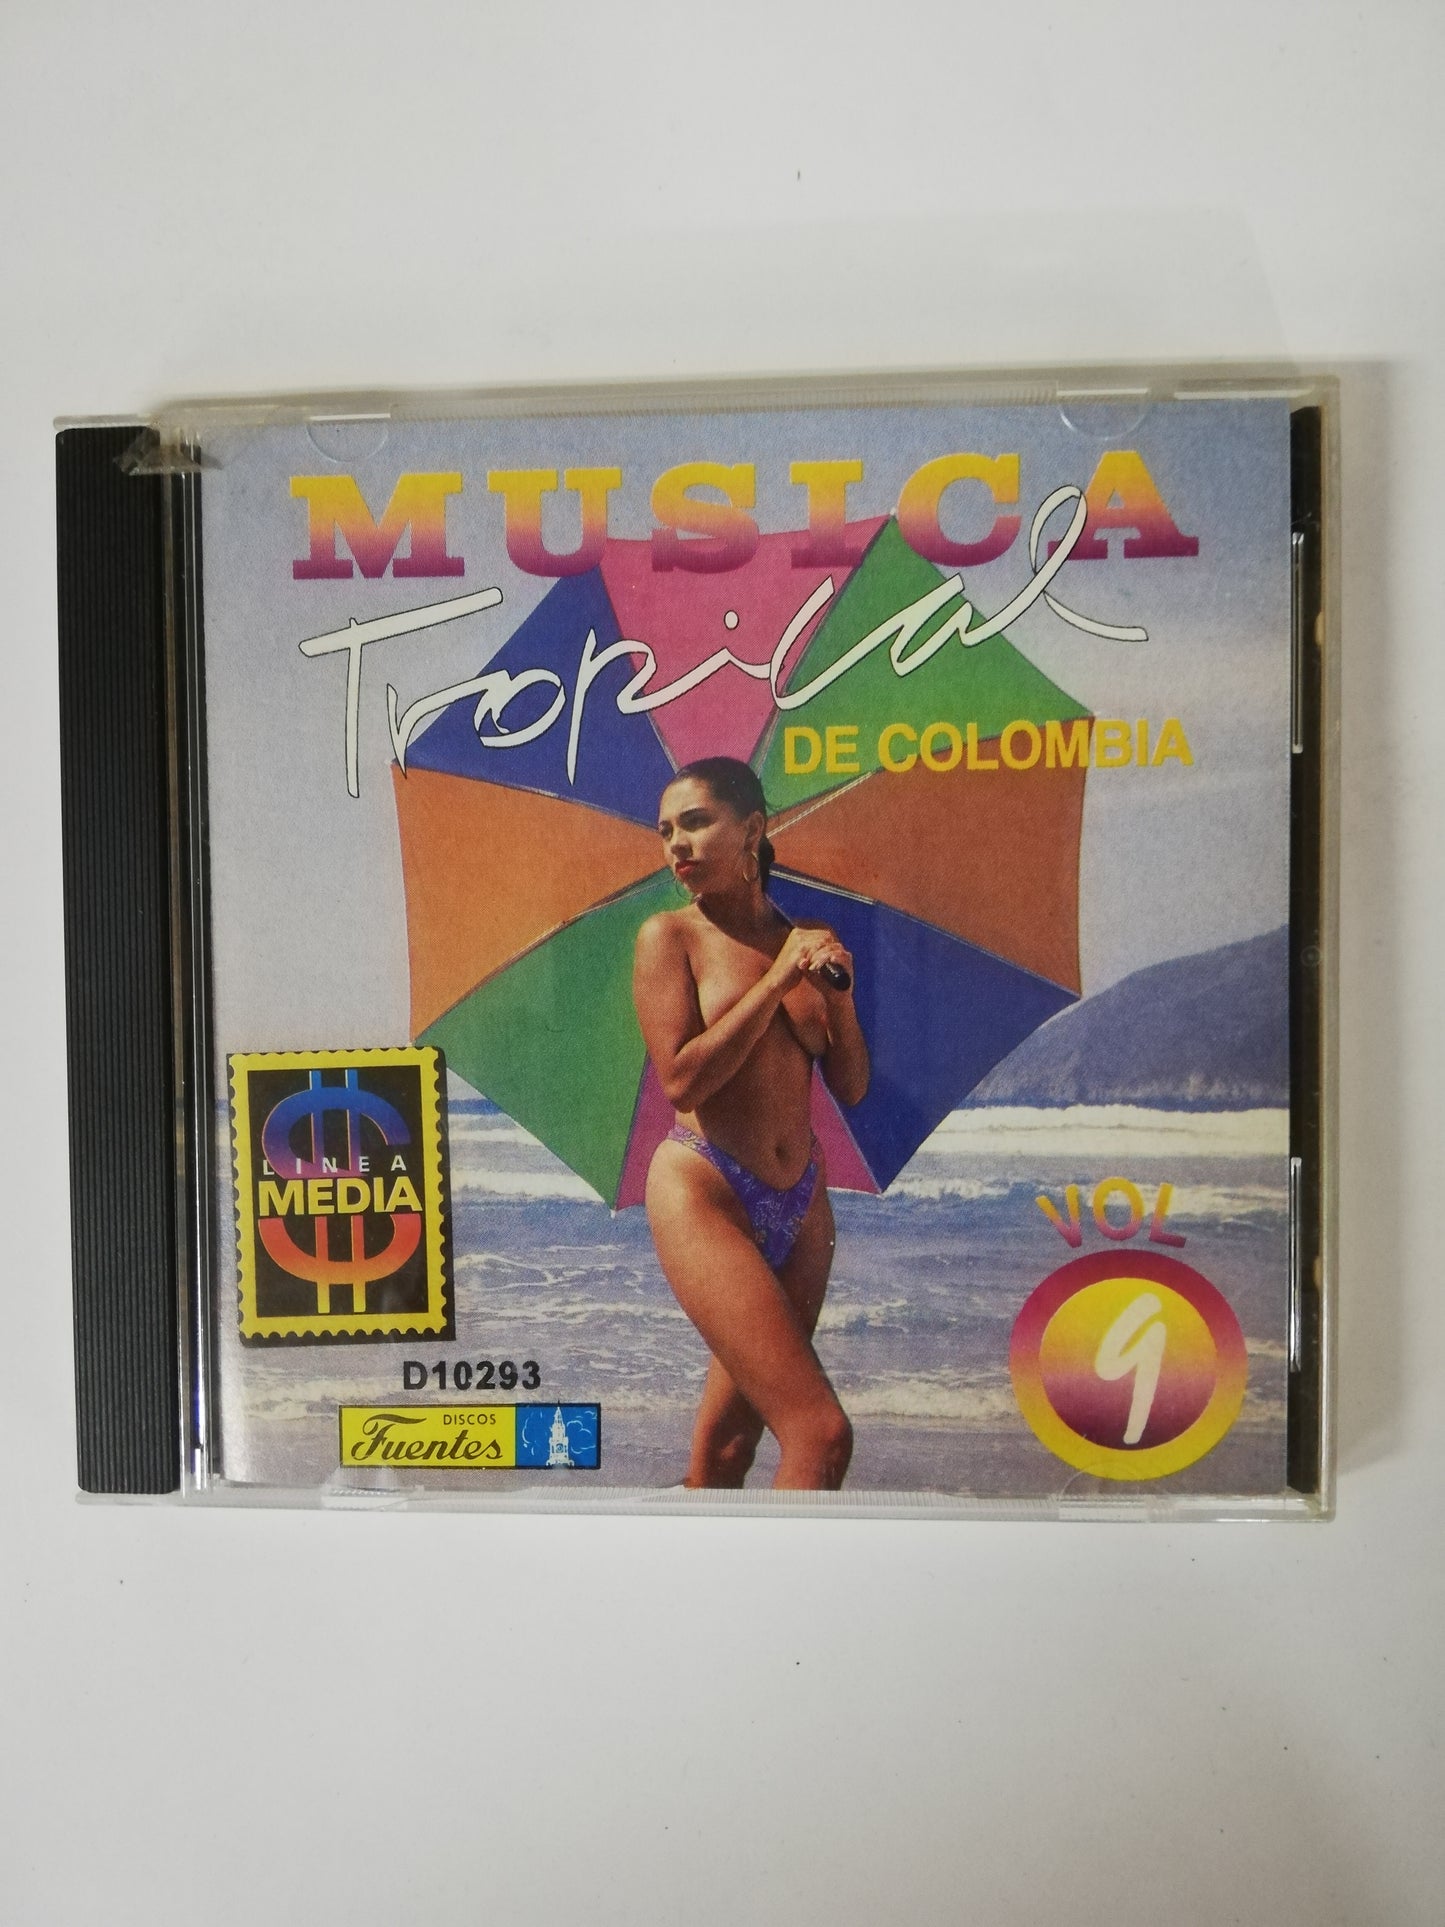 MUSICA
Tropical
DE COLOMBIA
LINEA
MEDIA
VOL
9
D10293
DISCOS
Fuentes